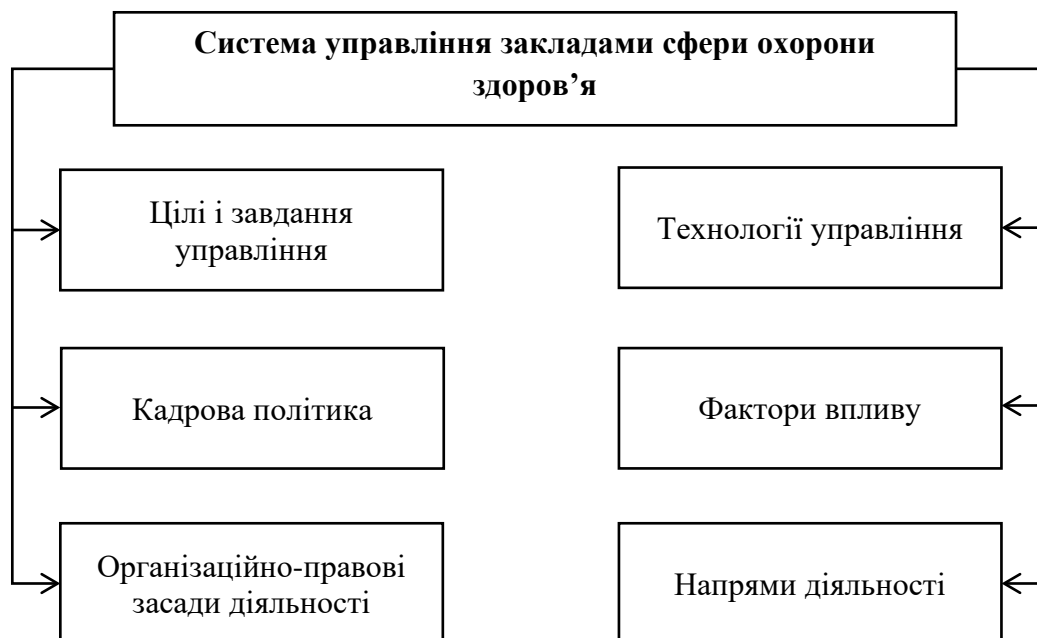 Система управління закладами сфери охорони
здоров’я
Цілі і завдання
управління
Технології управління
Кадрова політика
Фактори впливу
Організаційно-правові
засади діяльності
Напрями діяльності